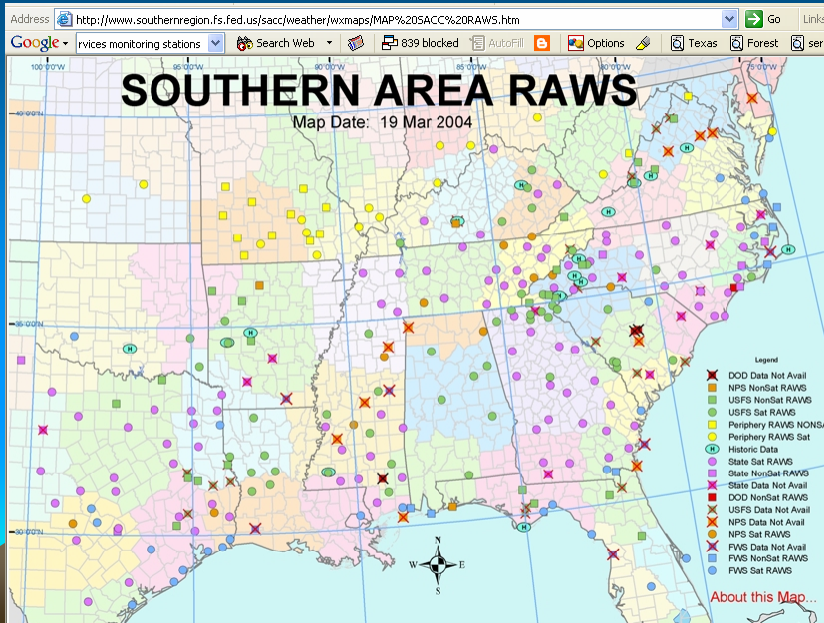 Address http://www.southernregion.fs.fed.us/sacc/weather/wxmaps/MAP%20SACC%20RAWS.htm Go Links
Google rvices monitoring stations Search Web 839 blocked AutoFill Options Texas Forest ser
100°0'0"W 95°0'0"W 90°0'0"W 85°0'0"W 80°0'0"W 75°0'0"W
SOUTHERN AREA RAWS
Map Date: 19 Mar 2004
40°0'0"N
H
H
H
H
H
H
H
H
H
35°0'0"N
H
H
Legend
DOD Data Not Avail
NPS NonSat RAWS
USFS NonSat RAWS
USFS Sat RAWS
Periphery RAWS NONSA
Periphery RAWS Sat
H Historic Data
State Sat RAWS
State NonSat RAWS
State Data Not Avail
DOD NonSat RAWS
USFS Data Not Avail
NPS Data Not Avail
NPS Sat RAWS
FWS Data Not Avail
FWS NonSat RAWS
FWS Sat RAWS
30°0'0"N
H
N
W E
S
About this Map...